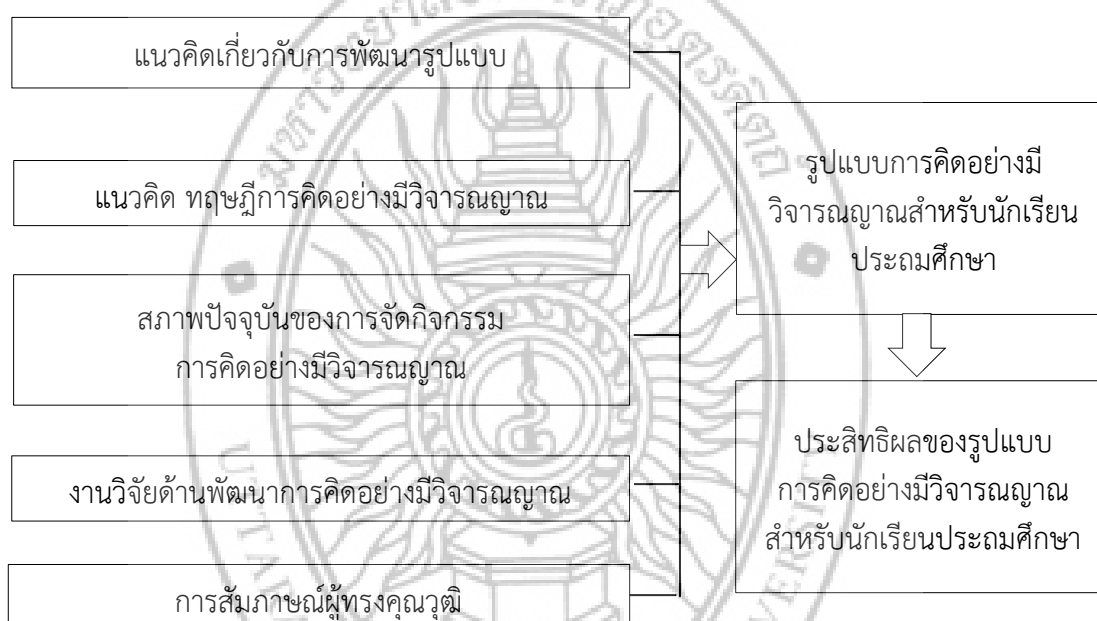 แนวคิดเกี่ยวกับการพัฒนารูปแบบ
แนวคิด ทฤษฎีการคิดอย่างมีวิจารณญาณ
สภาพปัจจุบันของการจัดกิจกรรม
การคิดอย่างมีวิจารณญาณ
งานวิจัยด้านพัฒนาการคิดอย่างมีวิจารณญาณ
การสัมภาษณ์ผู้ทรงคุณวุฒิ
รูปแบบการคิดอย่างมี
วิจารณญาณสำหรับนักเรียน
ประถมศึกษา
ประสิทธิผลของรูปแบบ
การคิดอย่างมีวิจารณญาณ
สำหรับนักเรียนประถมศึกษา